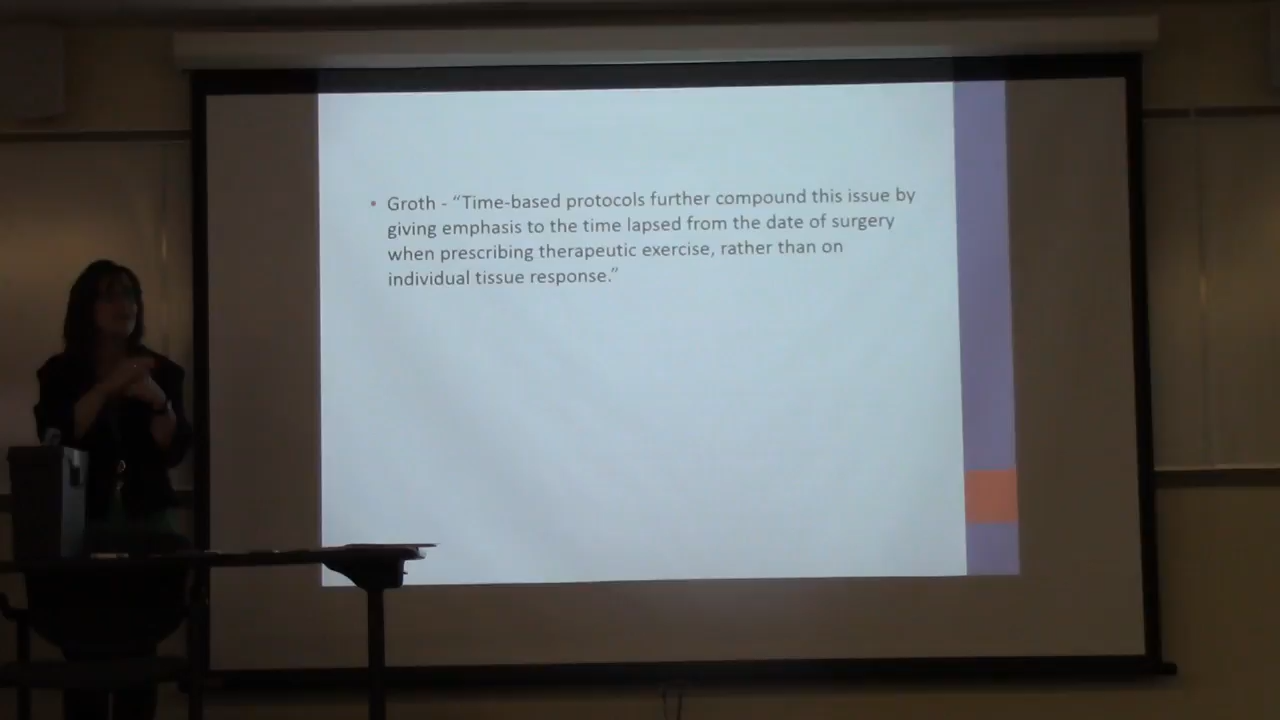 • Groth - “Time-based protocols further compound this issue by
giving emphasis to the time lapsed from the date of surgery
when prescribing therapeutic exercise, rather than on
individual tissue response.”